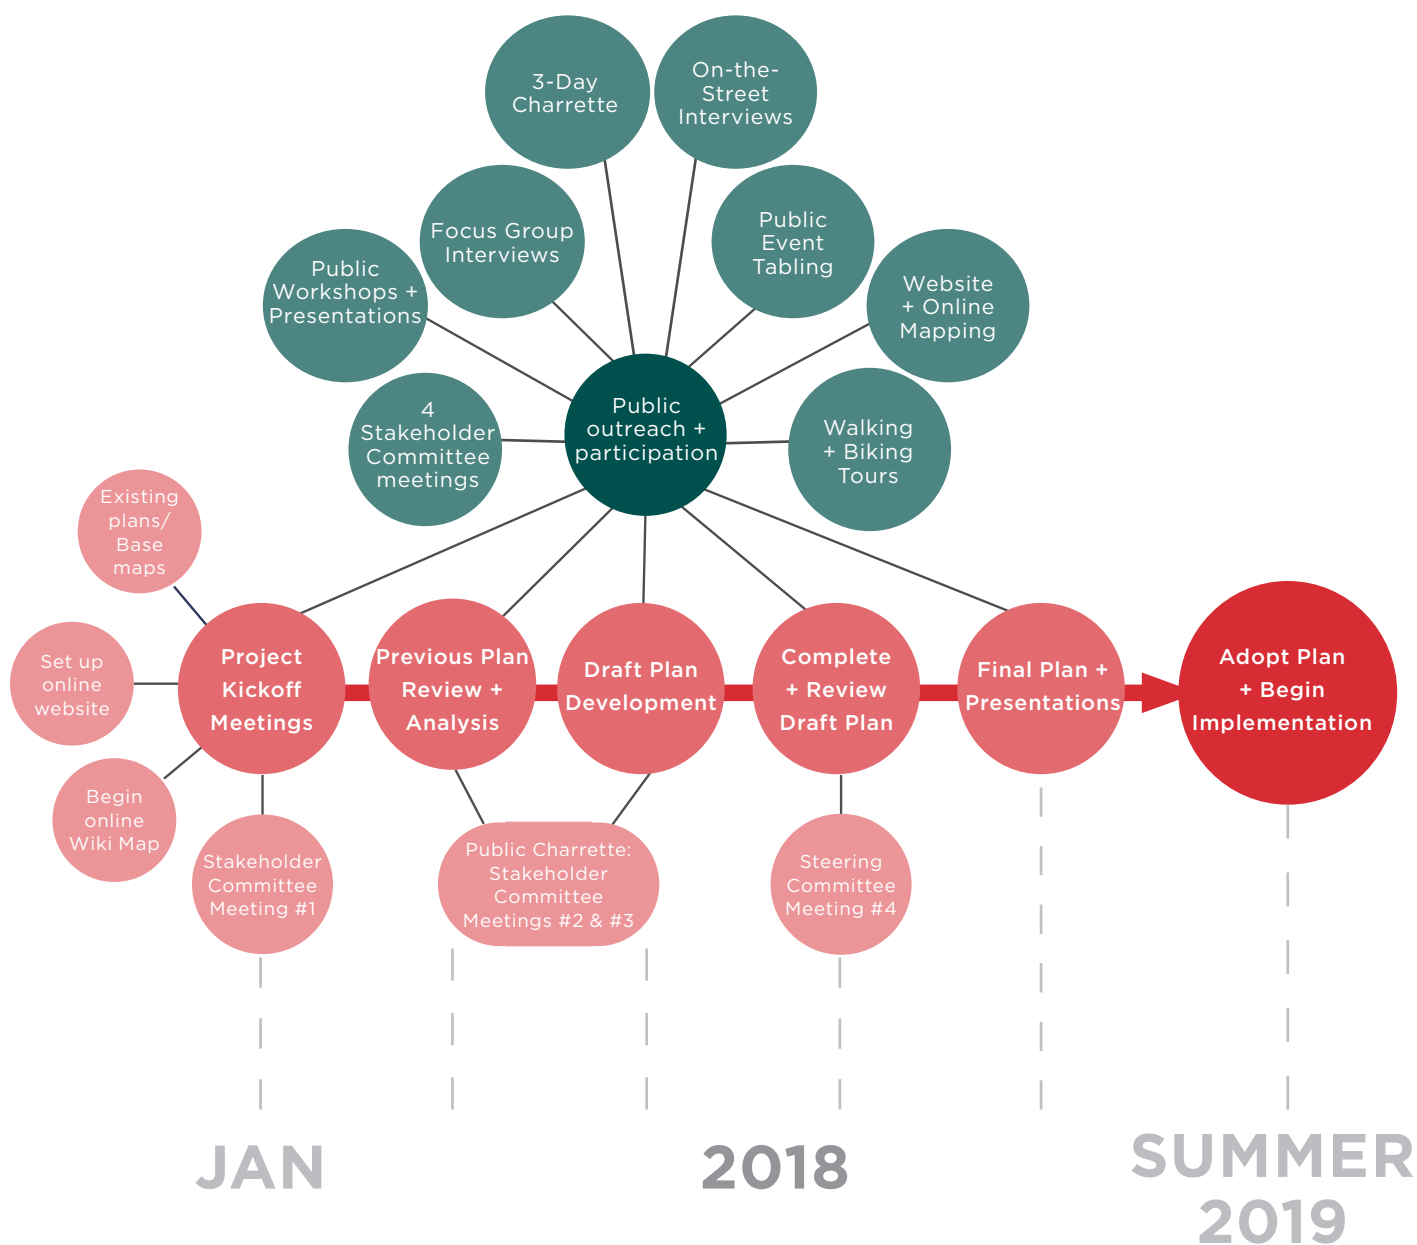 3-Day
Charrette
On-the-
Street
Interviews
Focus Group
Interviews
Public
Event
Tabling
Public
Workshops +
Presentations
Website
+ Online
Mapping
4
Stakeholder
Committee
meetings
Public
outreach +
participation
Walking
+ Biking
Tours
Existing
plans/
Base
maps
Set up
online
website
Begin
online
Wiki Map
Project
Kickoff
Meetings
Previous Plan
Review +
Analysis
Draft Plan
Development
Complete
+ Review
Draft Plan
Final Plan +
Presentations
Adopt Plan
+ Begin
Implementation
Stakeholder
Committee
Meeting #1
Public Charrette:
Stakeholder
Committee
Meetings #2 & #3
Steering
Committee
Meeting #4
JAN
2018
SUMMER
2019